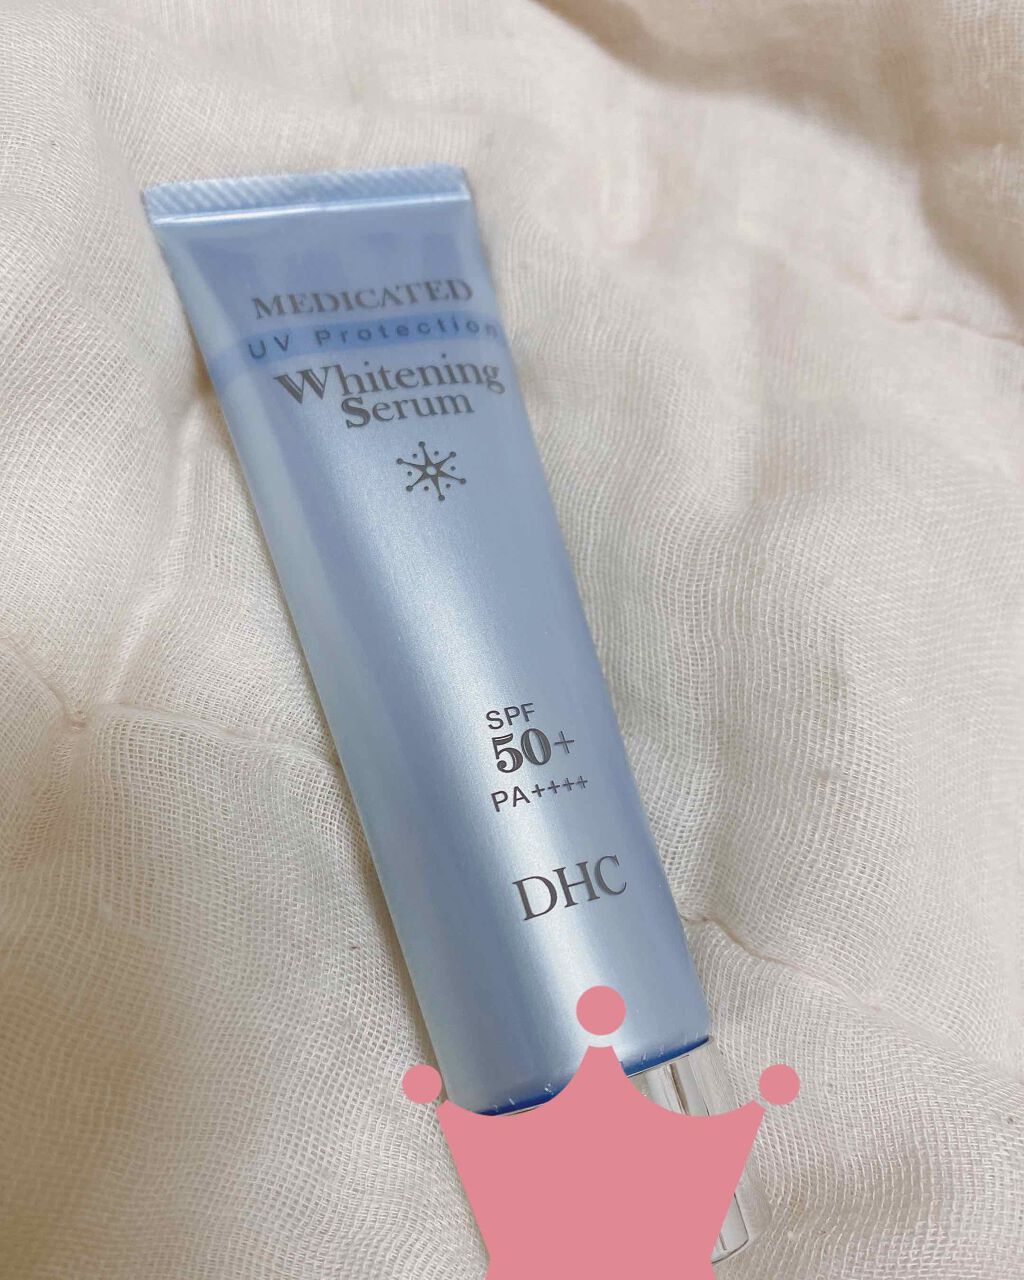 MEDICATED
UV Protection
Whitening
Serum
SPF
50+
PA++++
DHC